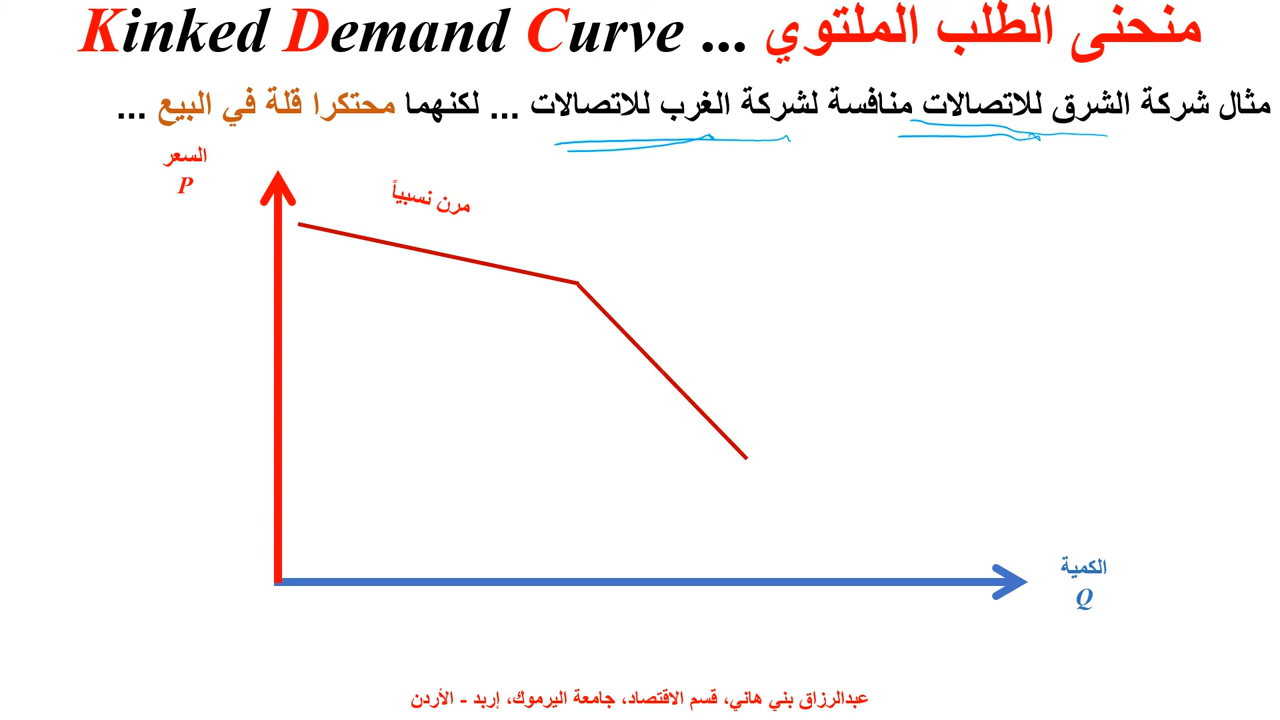 منحنى الطلب الملتوي ... Kinked Demand Curve
مثال شركة الشرق للاتصالات منافسة لشركة الغرب للاتصالات ... لكنهما محتكرا قلة في البيع ...
السعر
P
مرن نسبياً
الكمية
Q
عبدالرزاق بني هاني، قسم الاقتصاد، جامعة اليرموك، إربد - الأردن